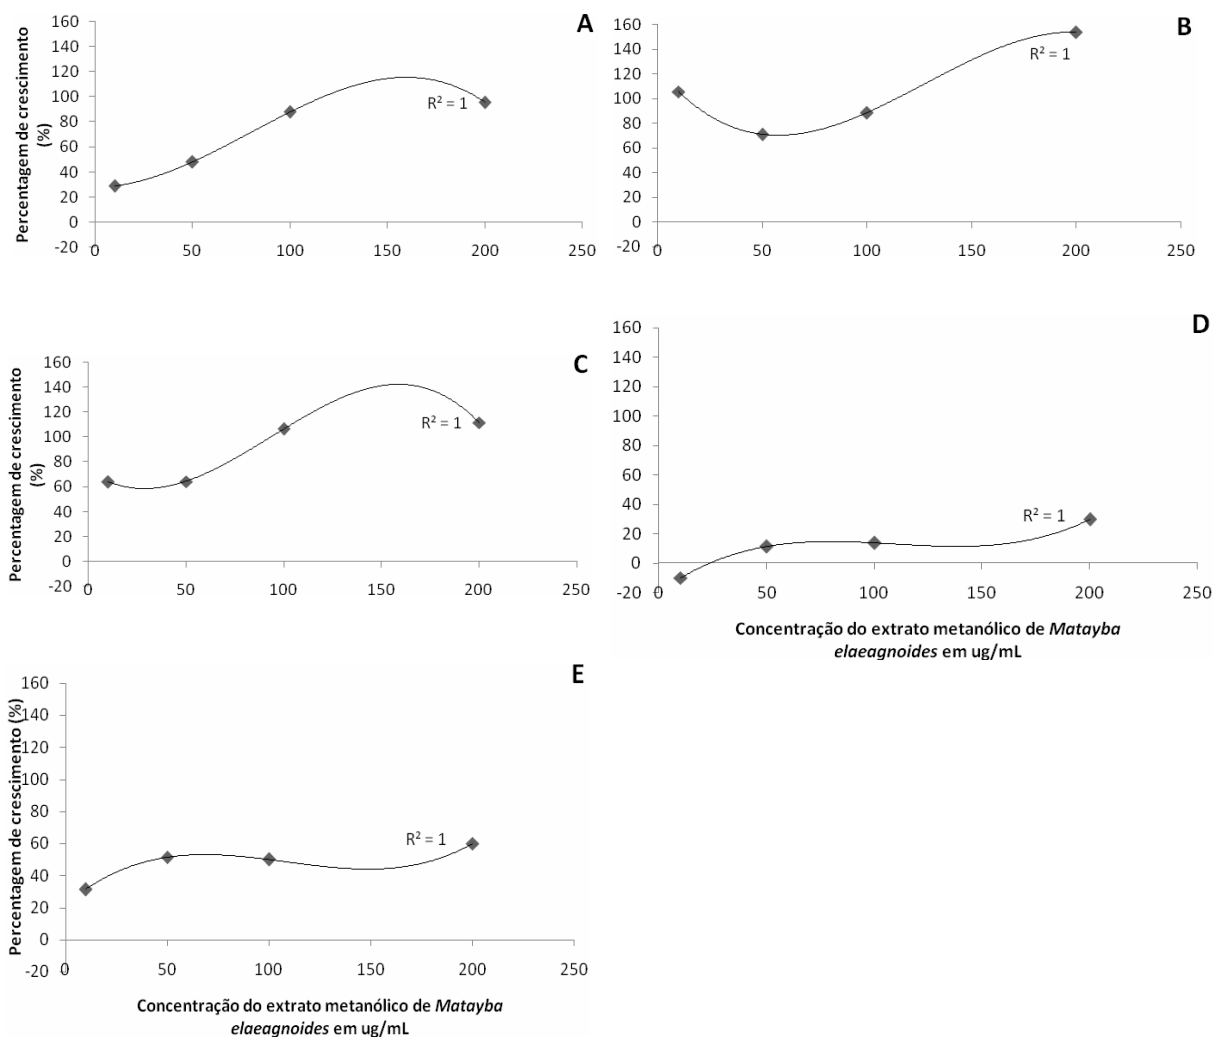 A
Percentagem de crescimento
(%)
160
140
120
100
80
60
40
20
0
-20
R² = 1
0 50 100 150 200 250
B
160
140
120
100
80
60
40
20
0
-20
R² = 1
0 50 100 150 200 250
C
Percentagem de crescimento
(%)
160
140
120
100
80
60
40
20
0
-20
R² = 1
0 50 100 150 200 250
D
160
140
120
100
80
60
40
20
0
-20
R² = 1
0 50 100 150 200 250
Concentração do extrato metanólico de Matayba
elaeagnoides em ug/mL
E
Percentagem de crescimento (%)
160
140
120
100
80
60
40
20
0
-20
R² = 1
0 50 100 150 200 250
Concentração do extrato metanólico de Matayba
elaeagnoides em ug/mL